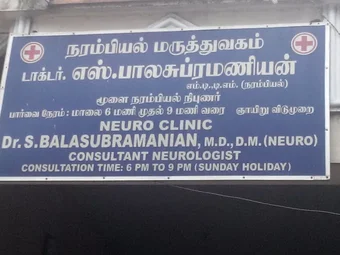 நரம்பியல் மருத்துவகம்
டாக்டர். எஸ்.பாலசுப்ரமணியன்
எம்.டி.,டி.எம். (நரம்பியல்)
மூளை நரம்பியல் நிபுணர்
பார்வை நேரம் : மாலை 6 மணி முதல் 9 மணி வரை ஞாயிறு விடுமுறை
NEURO CLINIC
Dr. S.BALASUBRAMANIAN, M.D., D.M. (NEURO)
CONSULTANT NEUROLOGIST
CONSULTATION TIME: 6 PM TO 9 PM (SUNDAY HOLIDAY)